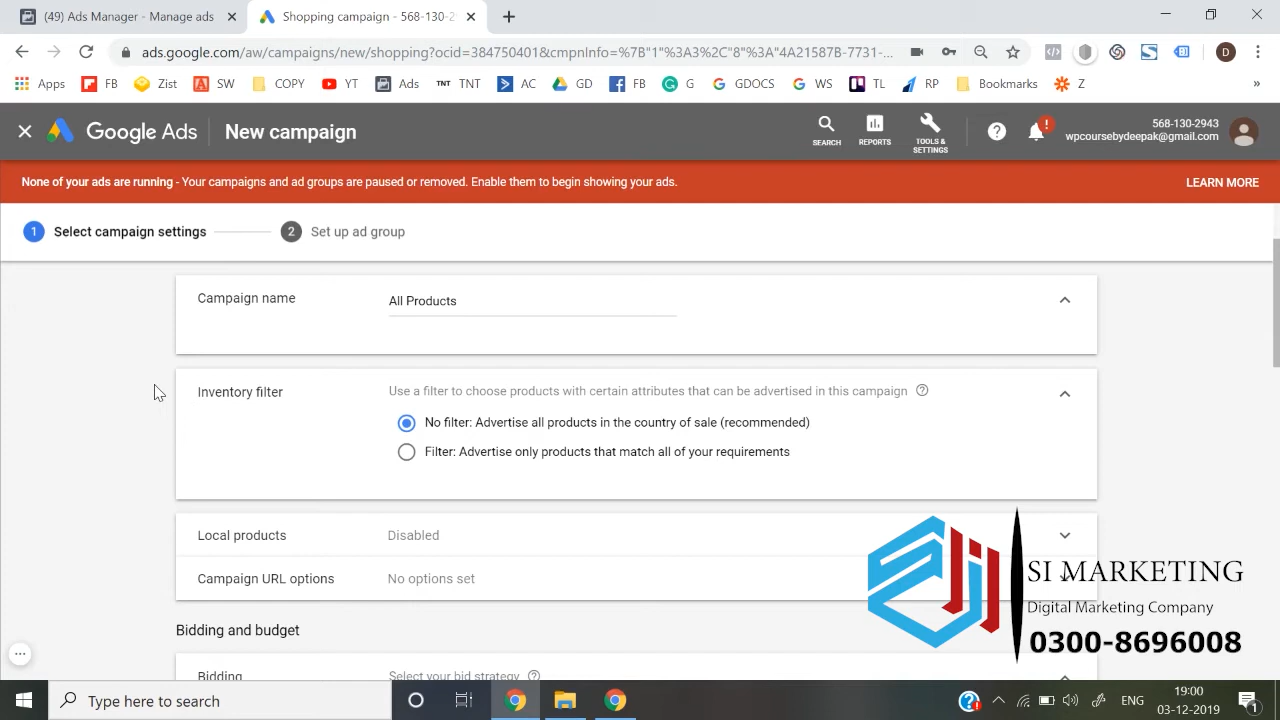 (49) Ads Manager - Manage ads
Shopping campaign - 568-130-2
ads.google.com/aw/campaigns/new/shopping?ocid=384750401&cmpnInfo=%7B"1"%3A3%2C"8"%3A"4A21587B-7731-...
D
Apps FB Zist SW COPY YT Ads TNT TNT AC GD FB G GDOCS WS TL RP Bookmarks Z »
Google Ads New campaign
SEARCH REPORTS TOOLS & SETTINGS
568-130-2943
wpcoursebydeepak@gmail.com
None of your ads are running - Your campaigns and ad groups are paused or removed. Enable them to begin showing your ads. LEARN MORE
1 Select campaign settings 2 Set up ad group
Campaign name All Products
Inventory filter Use a filter to choose products with certain attributes that can be advertised in this campaign
No filter: Advertise all products in the country of sale (recommended)
Filter: Advertise only products that match all of your requirements
Local products Disabled
Campaign URL options No options set
SI MARKETING
Digital Marketing Company
0300-8696008
Bidding and budget
Bidding Select your bid strategy
Type here to search
ENG
19:00
03-12-2019
1